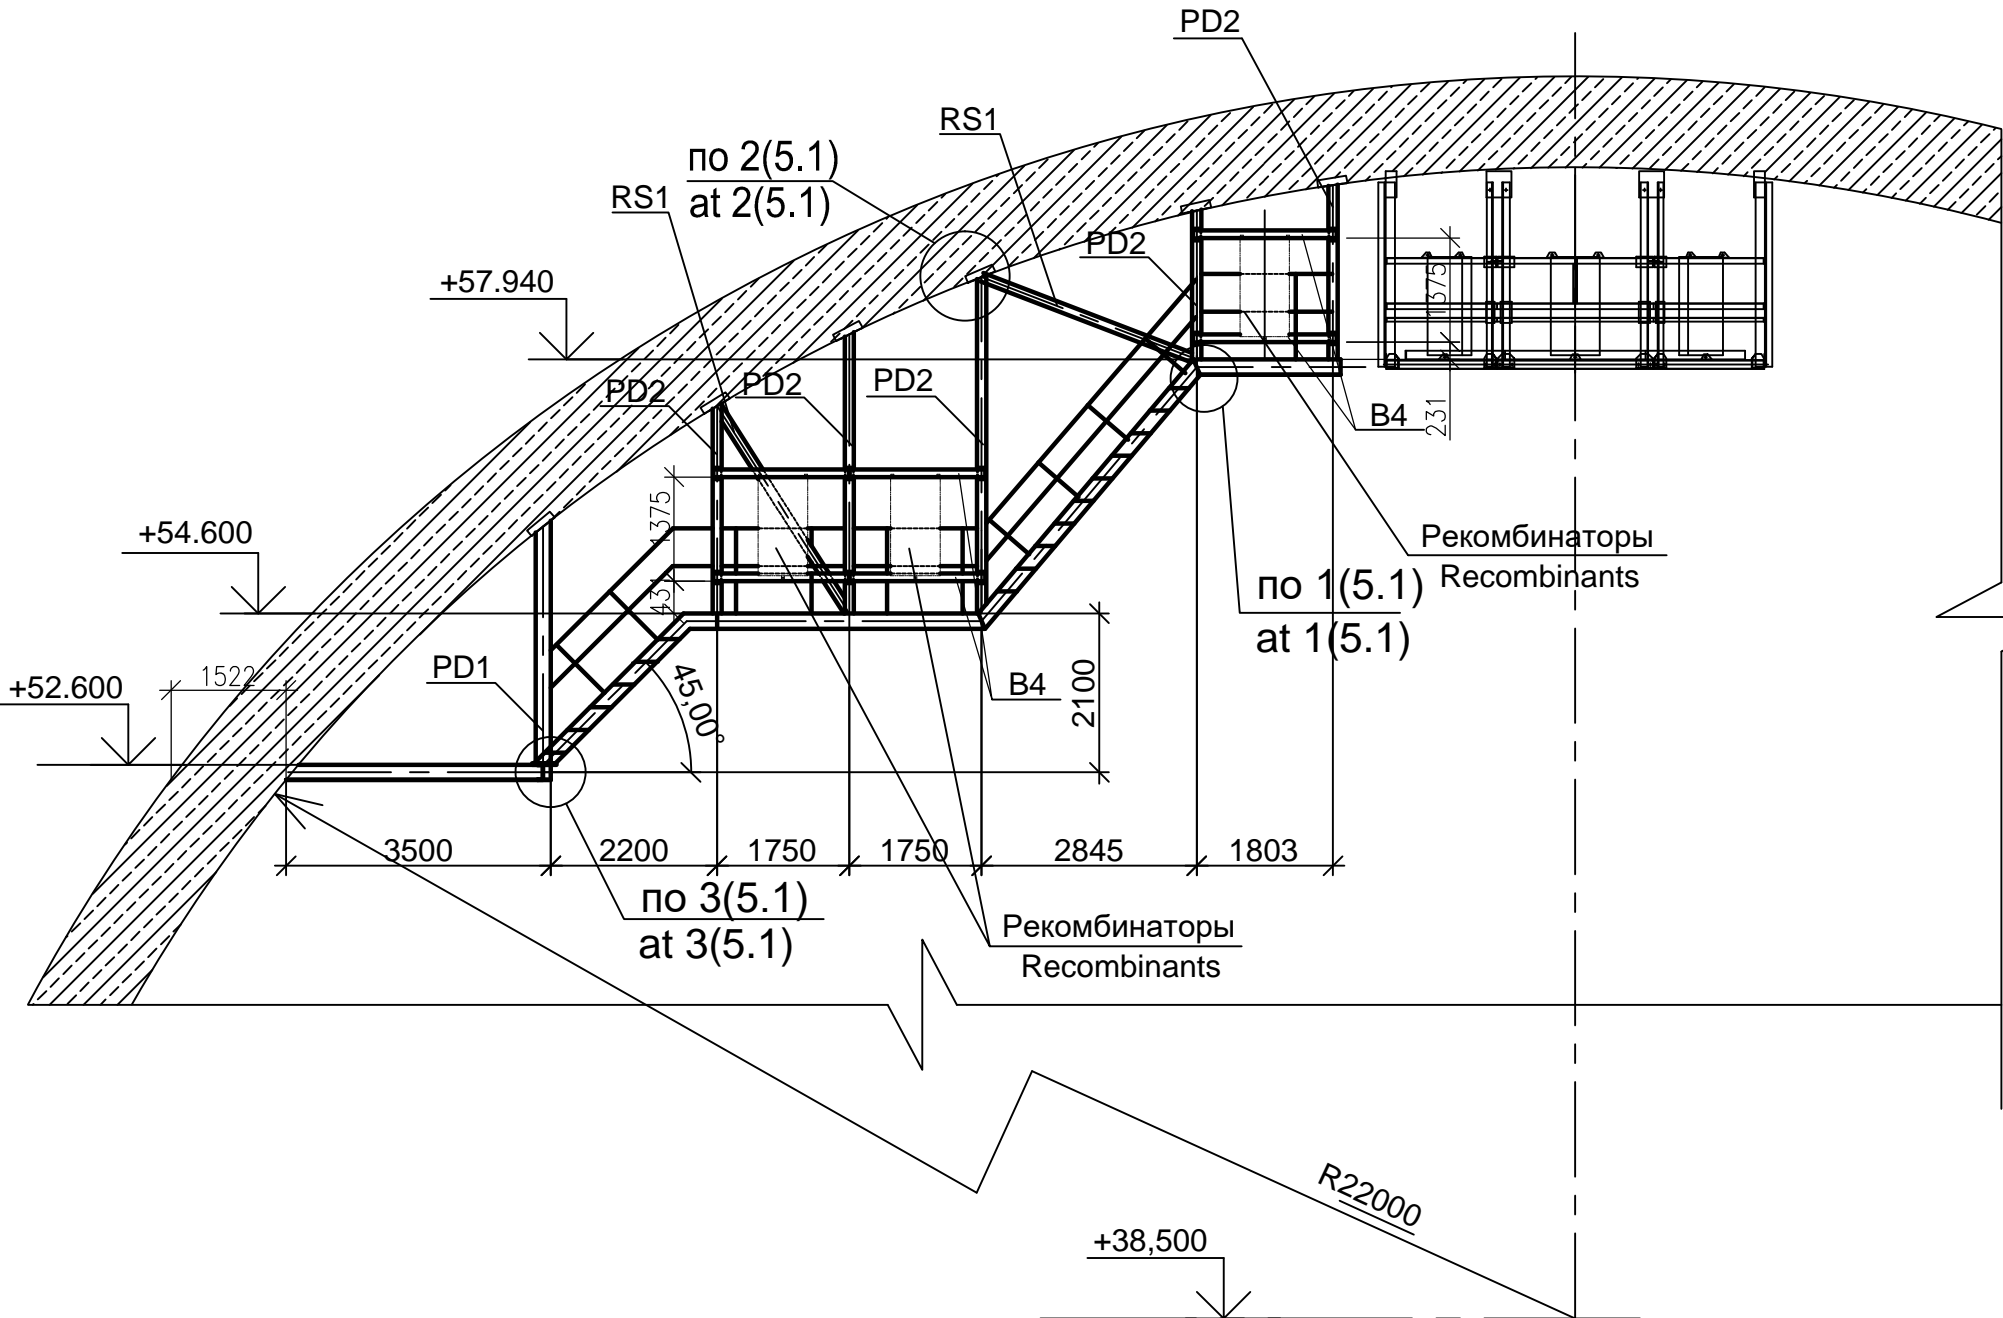 PD2
RS1
по 2(5.1)
at 2(5.1)
RS1
PD2
+57.940
1375
PD2
PD2
PD2
B4
231
1375
+54.600
Рекомбинаторы
Recombinants
по 1(5.1)
at 1(5.1)
1522
+52.600
PD1
45,00°
B4
2100
3500
2200
1750
1750
2845
1803
по 3(5.1)
at 3(5.1)
Рекомбинаторы
Recombinants
R22000
+38,500